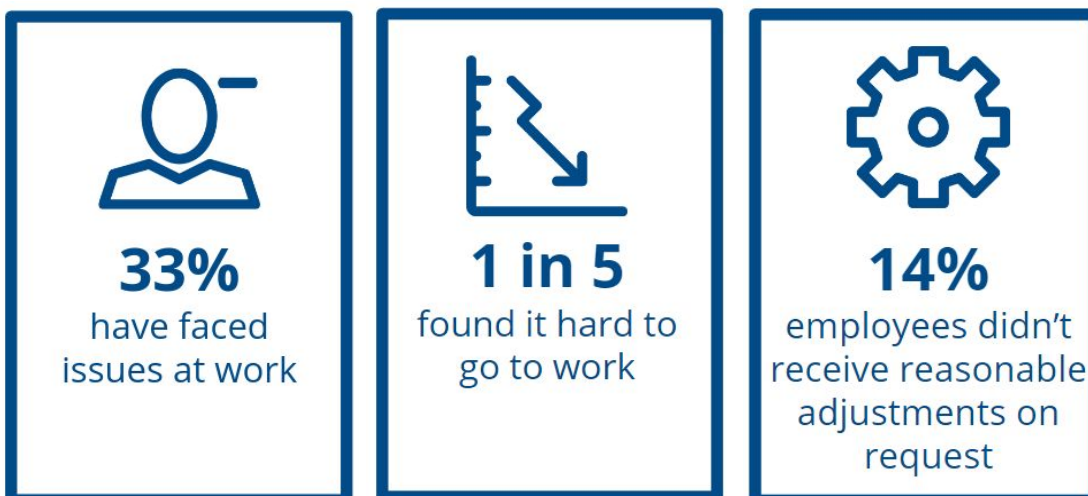 33%
have faced
issues at work
1 in 5
found it hard to
go to work
14%
employees didn’t
receive reasonable
adjustments on
request